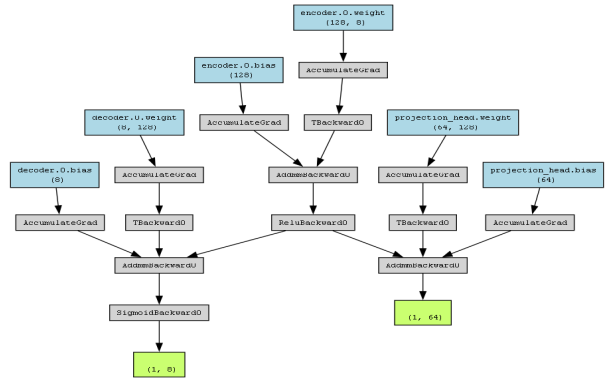 encoder.0.weight
(128, 8)
encoder.0.bias
(128)
AccumulateGrad
decoder.0.weight
(8, 128)
AccumulateGrad
TBackward0
projection_head.weight
(64, 128)
decoder.0.bias
(8)
AccumulateGrad
AddmmBackward0
AccumulateGrad
projection_head.bias
(64)
AccumulateGrad
TBackward0
ReluBackward0
TBackward0
AccumulateGrad
AddmmBackward0
AddmmBackward0
SigmoidBackward0
(1, 64)
(1, 8)